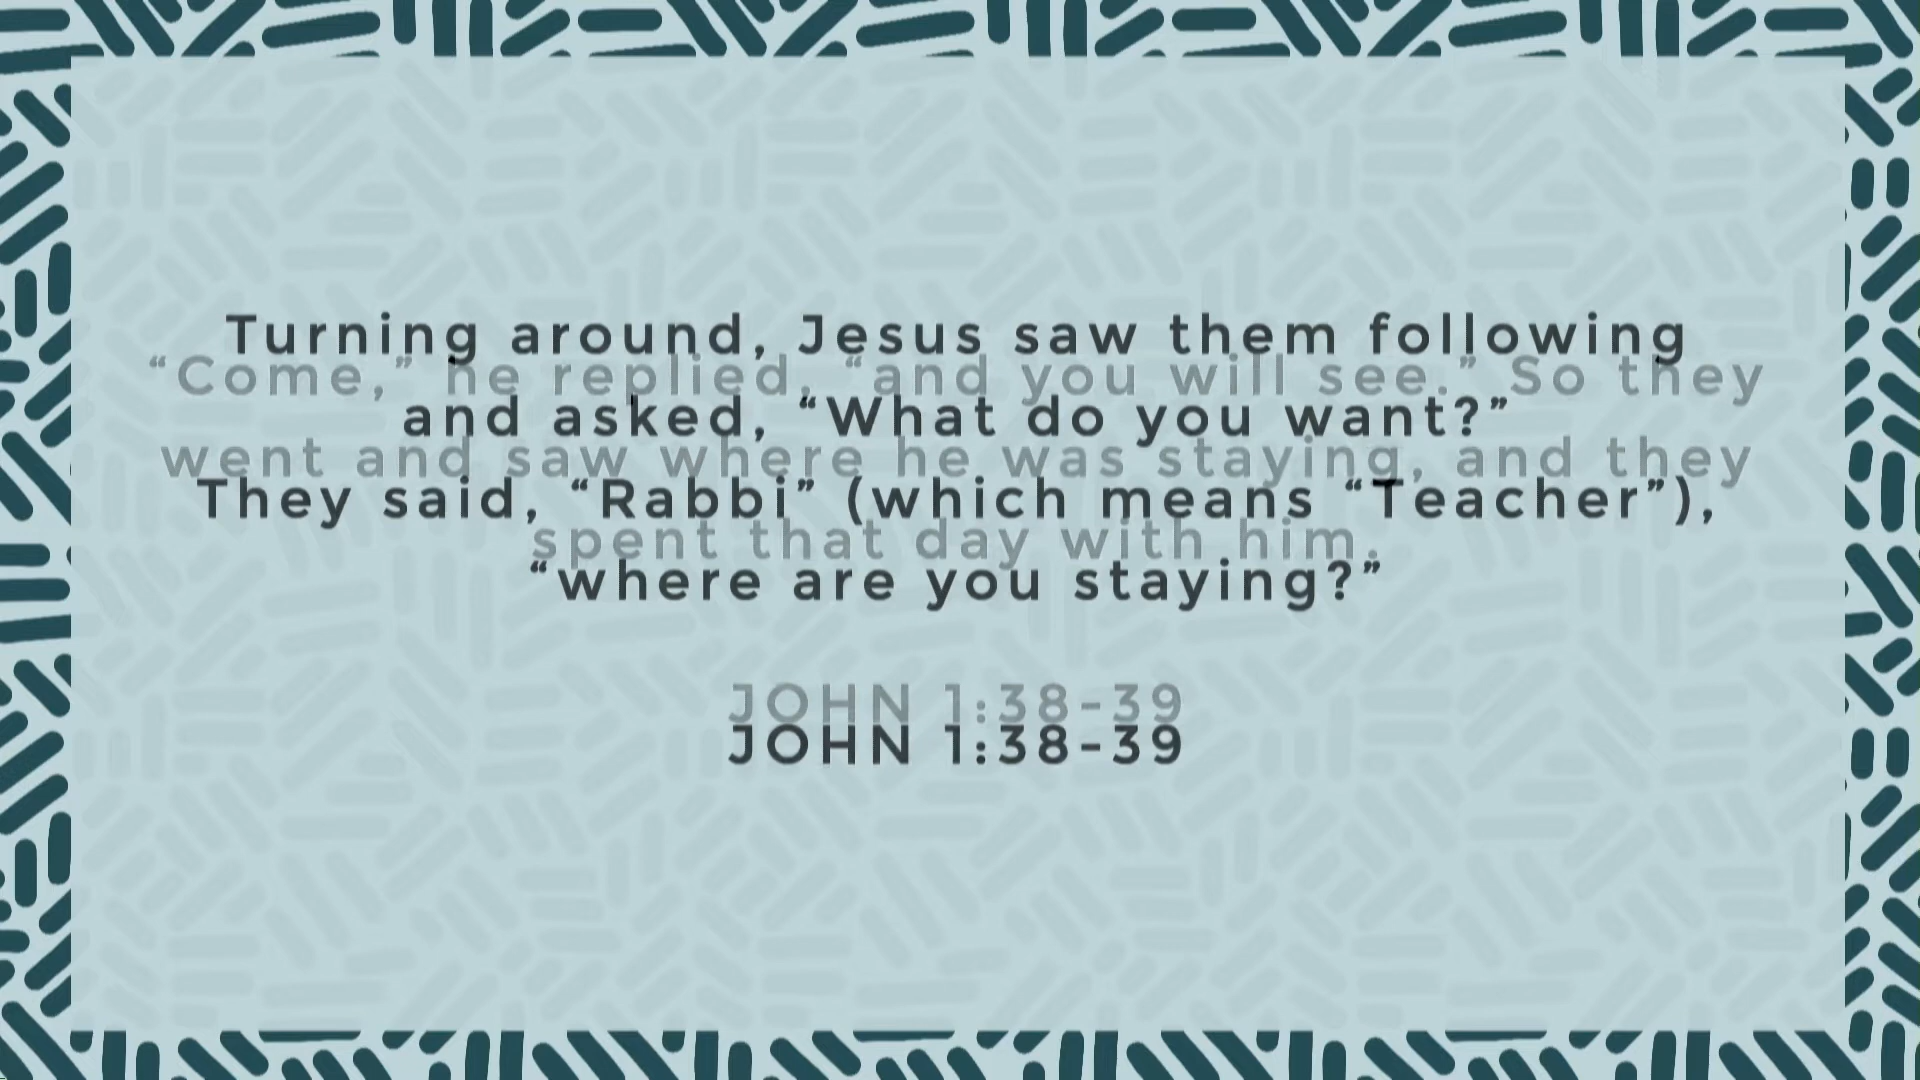 Turning around, Jesus saw them following
“Come,” he replied, “and you will see.” So they
and asked, “What do you want?”
went and saw where he was staying, and they
They said, “Rabbi” (which means “Teacher”),
spent that day with him.
“where are you staying?”
JOHN 1:38-39
JOHN 1:38-39